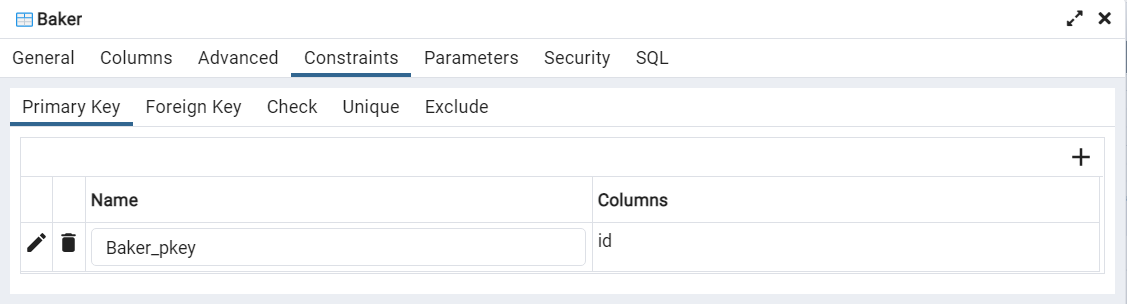 Baker
General Columns Advanced Constraints Parameters Security SQL
Primary Key Foreign Key Check Unique Exclude
Name Columns
Baker_pkey id